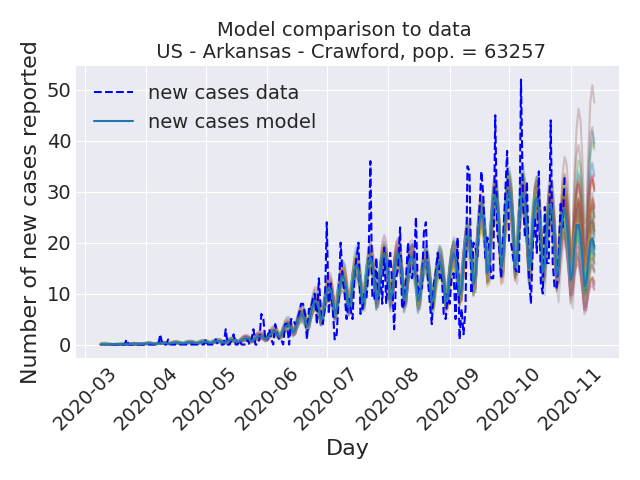 Model comparison to data
US - Arkansas - Crawford, pop. = 63257
Number of new cases reported
50
40
30
20
10
0
new cases data
new cases model
2020-03
2020-04
2020-05
2020-06
2020-07
2020-08
2020-09
2020-10
2020-11
Day